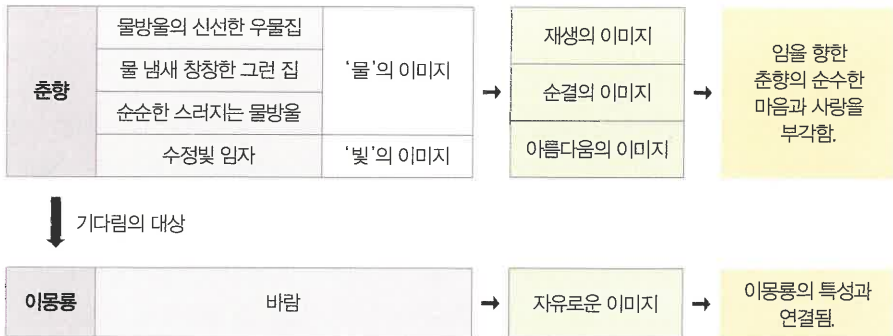 춘향
물방울의 신선한 우물집
물 냄새 창창한 그런 집
순순한 스러지는 물방울
'물'의 이미지
수정빛 임자
'빛'의 이미지
→
재생의 이미지
순결의 이미지
아름다움의 이미지
→
임을 향한
춘향의 순수한
마음과 사랑을
부각함.
기다림의 대상
이몽룡
바람
→
자유로운 이미지
→
이몽룡의 특성과
연결됨.